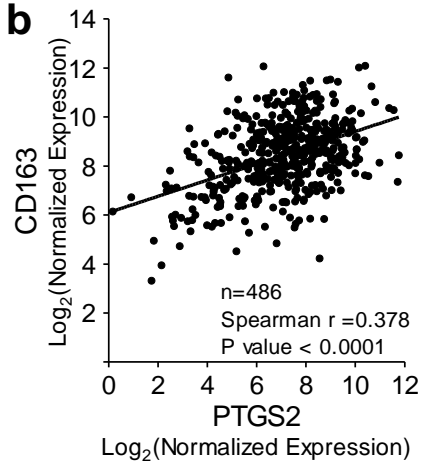 b
CD163
Log2(Normalized Expression)
14
12
10
8
6
4
2
n=486
Spearman r =0.378
P value < 0.0001
0 2 4 6 8 10 12
PTGS2
Log2(Normalized Expression)